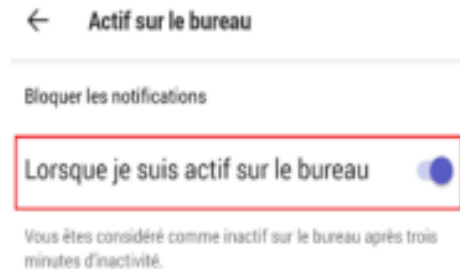 Actif sur le bureau
Bloquer les notifications
Lorsque je suis actif sur le bureau
Vous êtes considéré comme inactif sur le bureau après trois
minutes d'inactivité.